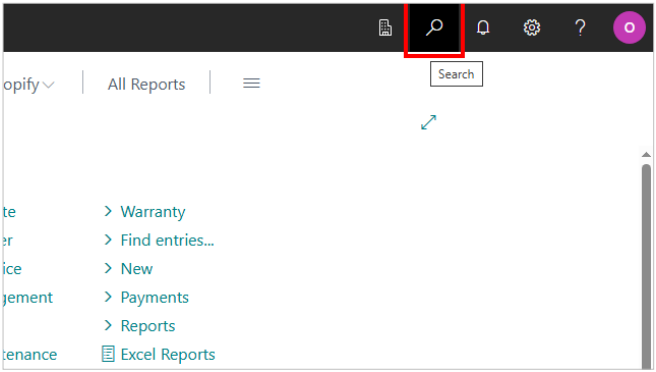 O
Search
opify
All Reports
te
Warranty
er
Find entries...
ice
New
gement
Payments
Reports
tenance
Excel Reports